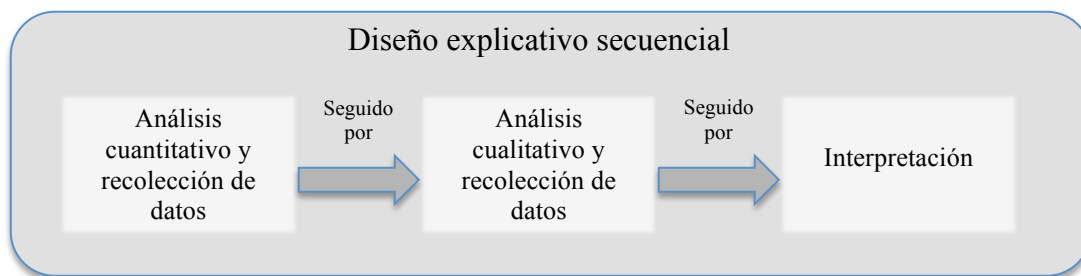 Diseño explicativo secuencial
Análisis
cuantitativo y
recolección de
datos
Seguido
por
Análisis
cualitativo y
recolección de
datos
Seguido
por
Interpretación